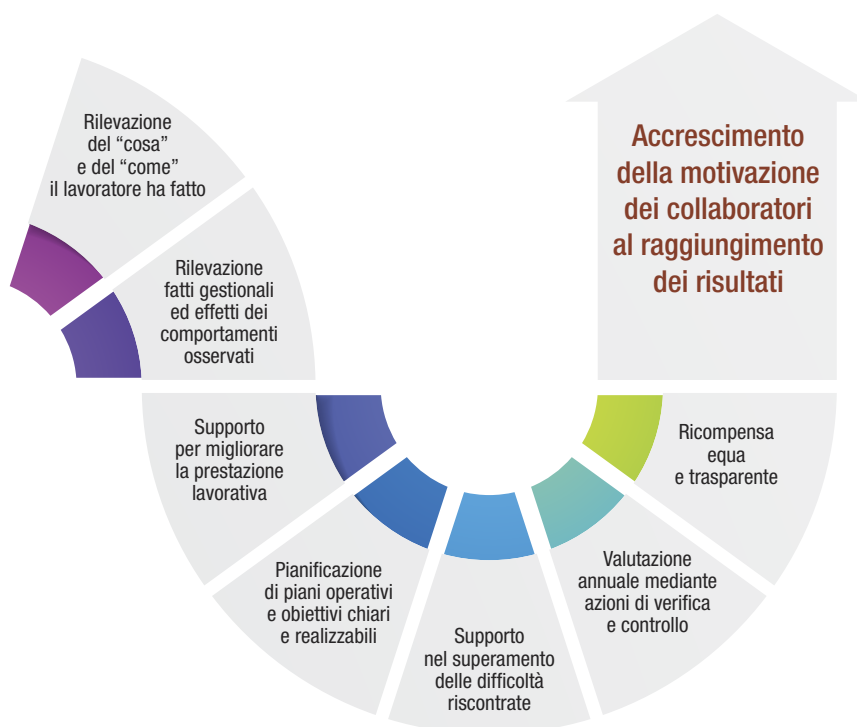 Rilevazione
del “cosa”
e del “come”
il lavoratore ha fatto
Rilevazione
fatti gestionali
ed effetti dei
comportamenti
osservati
Supporto
per migliorare
la prestazione
lavorativa
Pianificazione
di piani operativi
e obiettivi chiari
e realizzabili
Supporto
nel superamento
delle difficoltà
riscontrate
Valutazione
annuale mediante
azioni di verifica
e controllo
Ricompensa
equa
e trasparente
Accrescimento
della motivazione
dei collaboratori
al raggiungimento
dei risultati